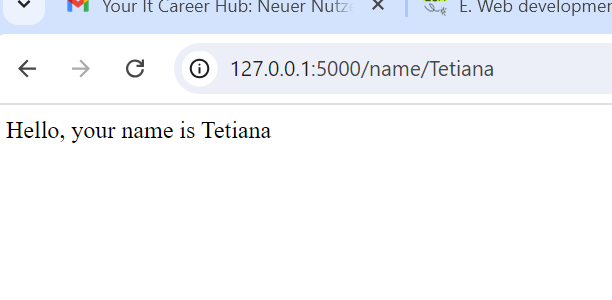 Your It Career Hub: Neuer Nutz
E. Web developmer
127.0.0.1:5000/name/Tetiana
Hello, your name is Tetiana